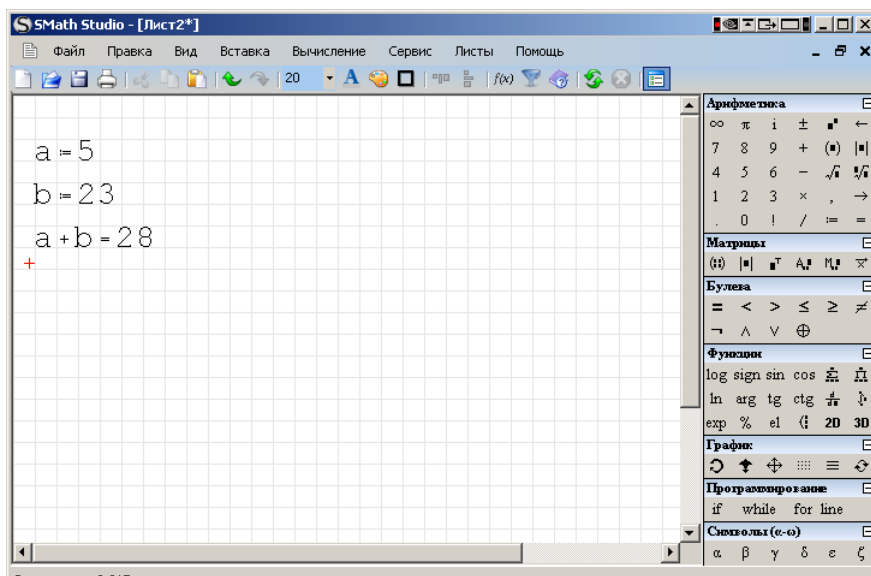 SMath Studio - [Лист2*]
Файл Правка Вид Вставка Вычисление Сервис Листы Помощь
20 A f(x)
a := 5
b := 23
a + b = 28
Арифметика
∞ π i ± ←
7 8 9 + (▪) |▪|
4 5 6 −
1 2 3 × , →
. 0 ! / := =
Матрицы
Булева
= < > ≤ ≥ ≠
¬ ∧ ∨ ⊕
Функции
log sign sin cos
ln arg tg ctg
exp % el 2D 3D
График
Программирование
if while for line
Символы (α-ω)
α β γ δ ε ζ